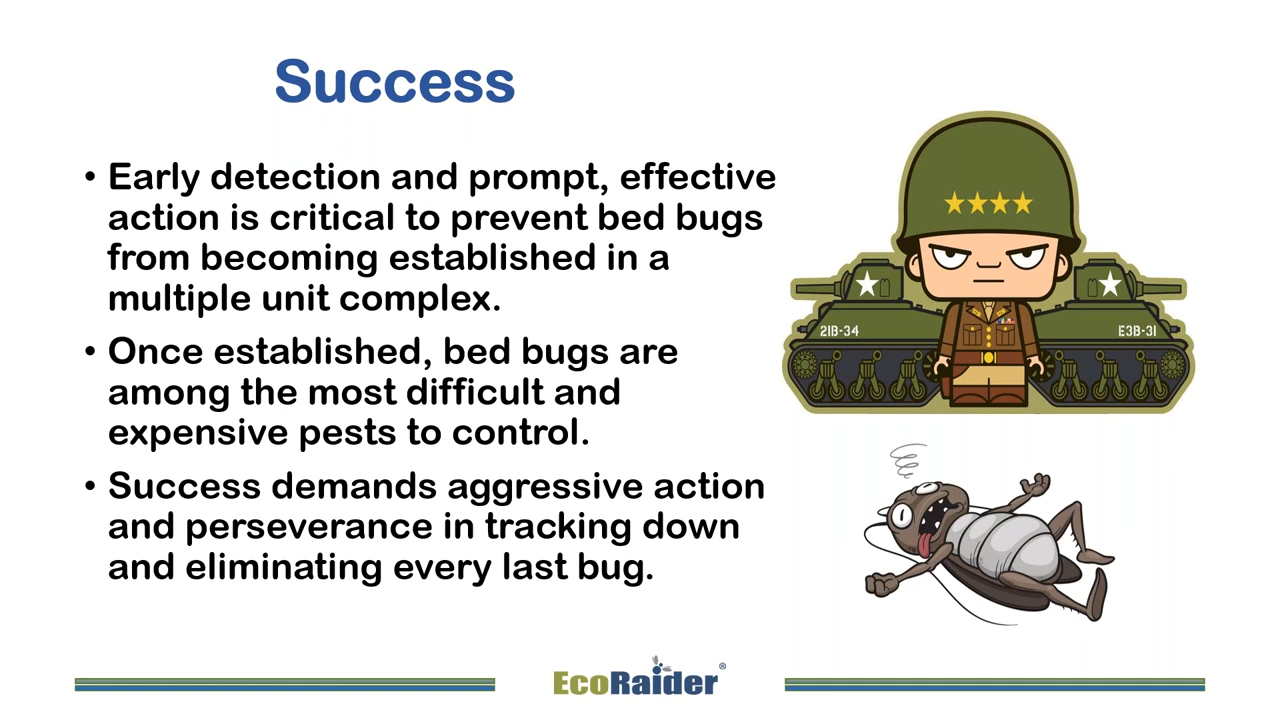 Success
• Early detection and prompt, effective
action is critical to prevent bed bugs
from becoming established in a
multiple unit complex.
• Once established, bed bugs are
among the most difficult and
expensive pests to control.
• Success demands aggressive action
and perseverance in tracking down
and eliminating every last bug.
21B-34
E3B-31
EcoRaider®